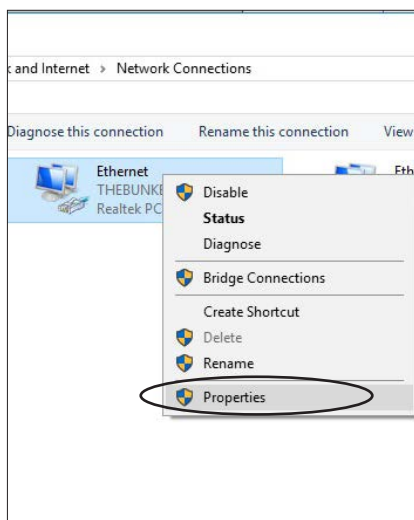 k and Internet > Network Connections
Diagnose this connection Rename this connection View
Ethernet
THEBUNKE
Realtek PC
Eth
Disable
Status
Diagnose
Bridge Connections
Create Shortcut
Delete
Rename
Properties